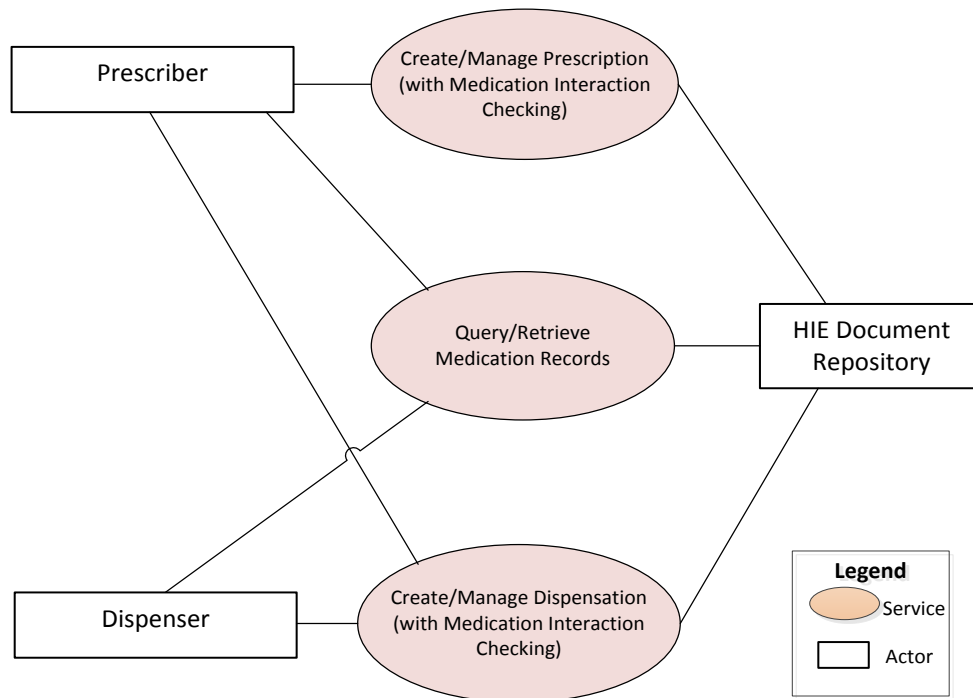 Prescriber
Create/Manage Prescription
(with Medication Interaction
Checking)
Query/Retrieve
Medication Records
HIE Document
Repository
Dispenser
Create/Manage Dispensation
(with Medication Interaction
Checking)
Legend
Service
Actor